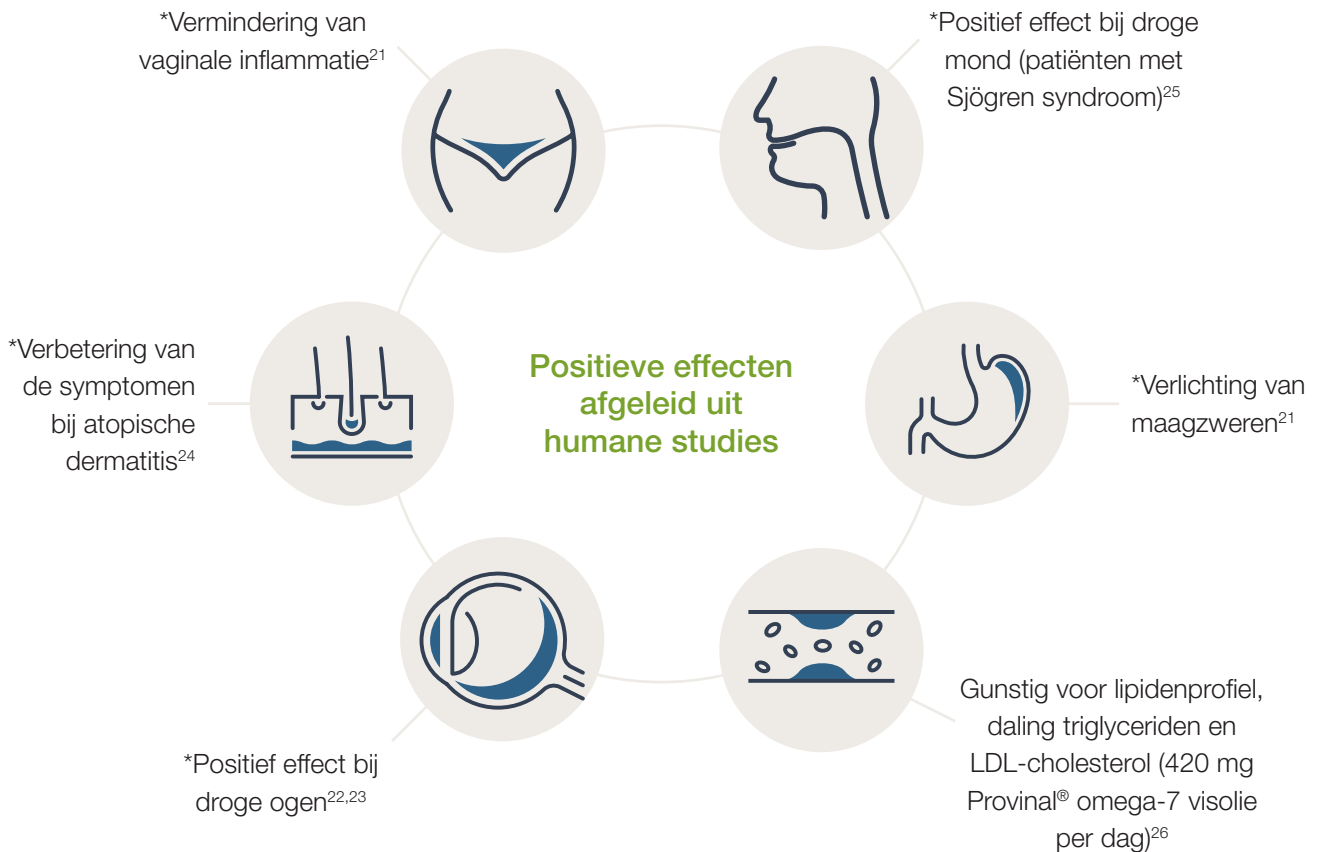 *Vermindering van
vaginale inflammatie21
*Positief effect bij droge
mond (patiënten met
Sjögren syndroom)25
*Verbetering van
de symptomen
bij atopische
dermatitis24
Positieve effecten
afgeleid uit
humane studies
*Verlichting van
maagzweren21
*Positief effect bij
droge ogen22,23
Gunstig voor lipidenprofiel,
daling triglyceriden en
LDL-cholesterol (420 mg
Provinal® omega-7 visolie
per dag)26